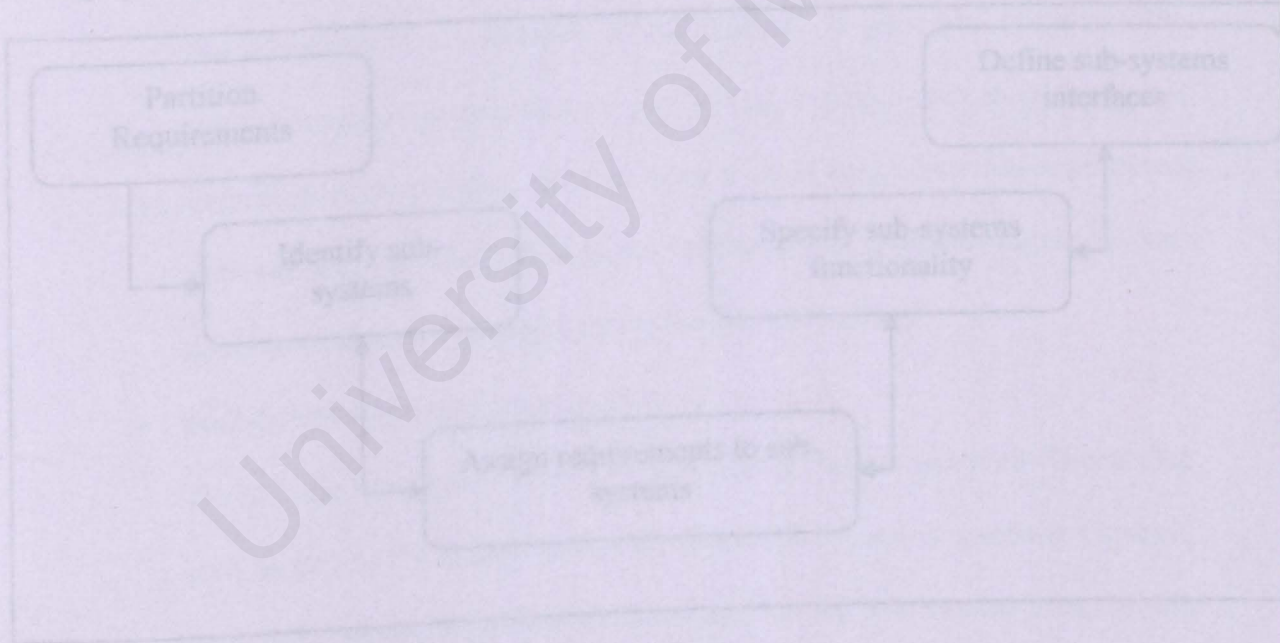 Partition
Requirements
Define sub-systems
interfaces
Identify sub-
systems
Specify sub-systems
functionality
Assign requirements to sub-
systems
University of M